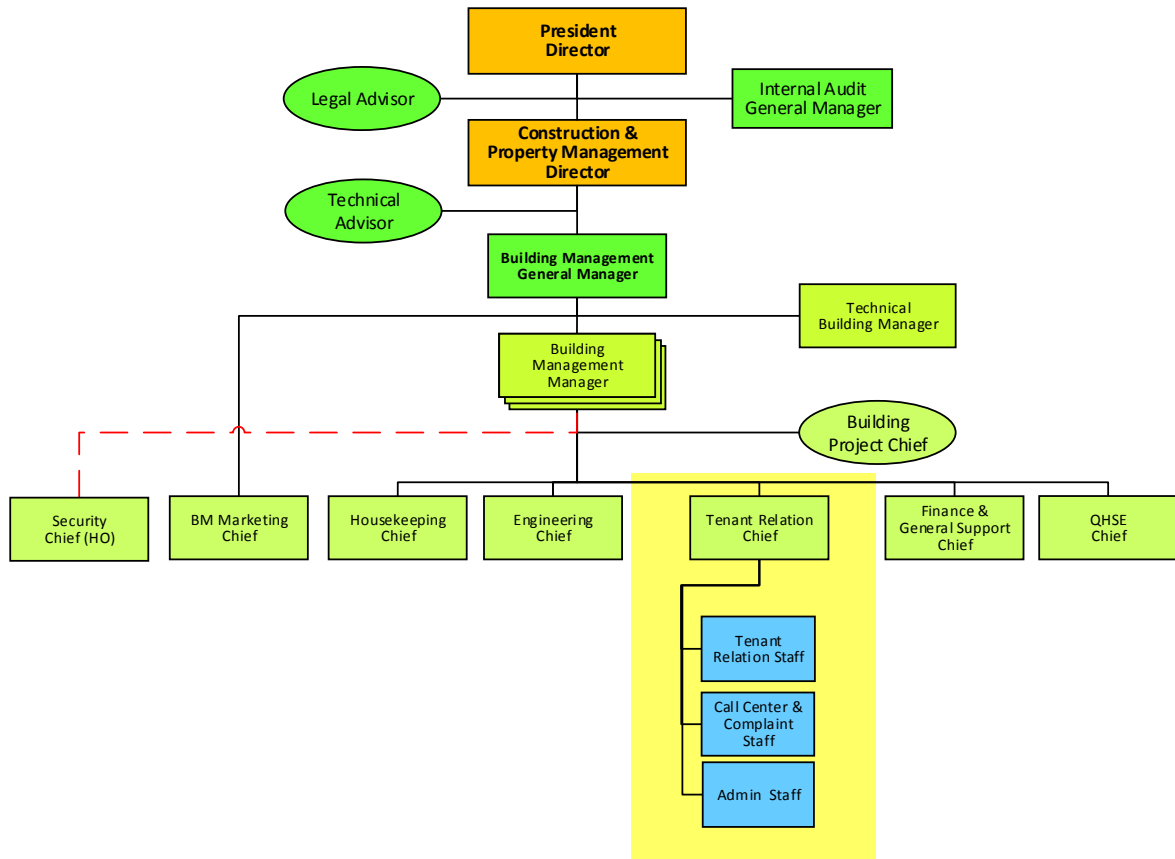 President
Director
Legal Advisor
Internal Audit
General Manager
Construction &
Property Management
Director
Technical
Advisor
Building Management
General Manager
Technical
Building Manager
Building
Management
Manager
Building
Project Chief
Security
Chief (HO)
BM Marketing
Chief
Housekeeping
Chief
Engineering
Chief
Tenant Relation
Chief
Finance &
General Support
Chief
QHSE
Chief
Tenant
Relation Staff
Call Center &
Complaint
Staff
Admin Staff